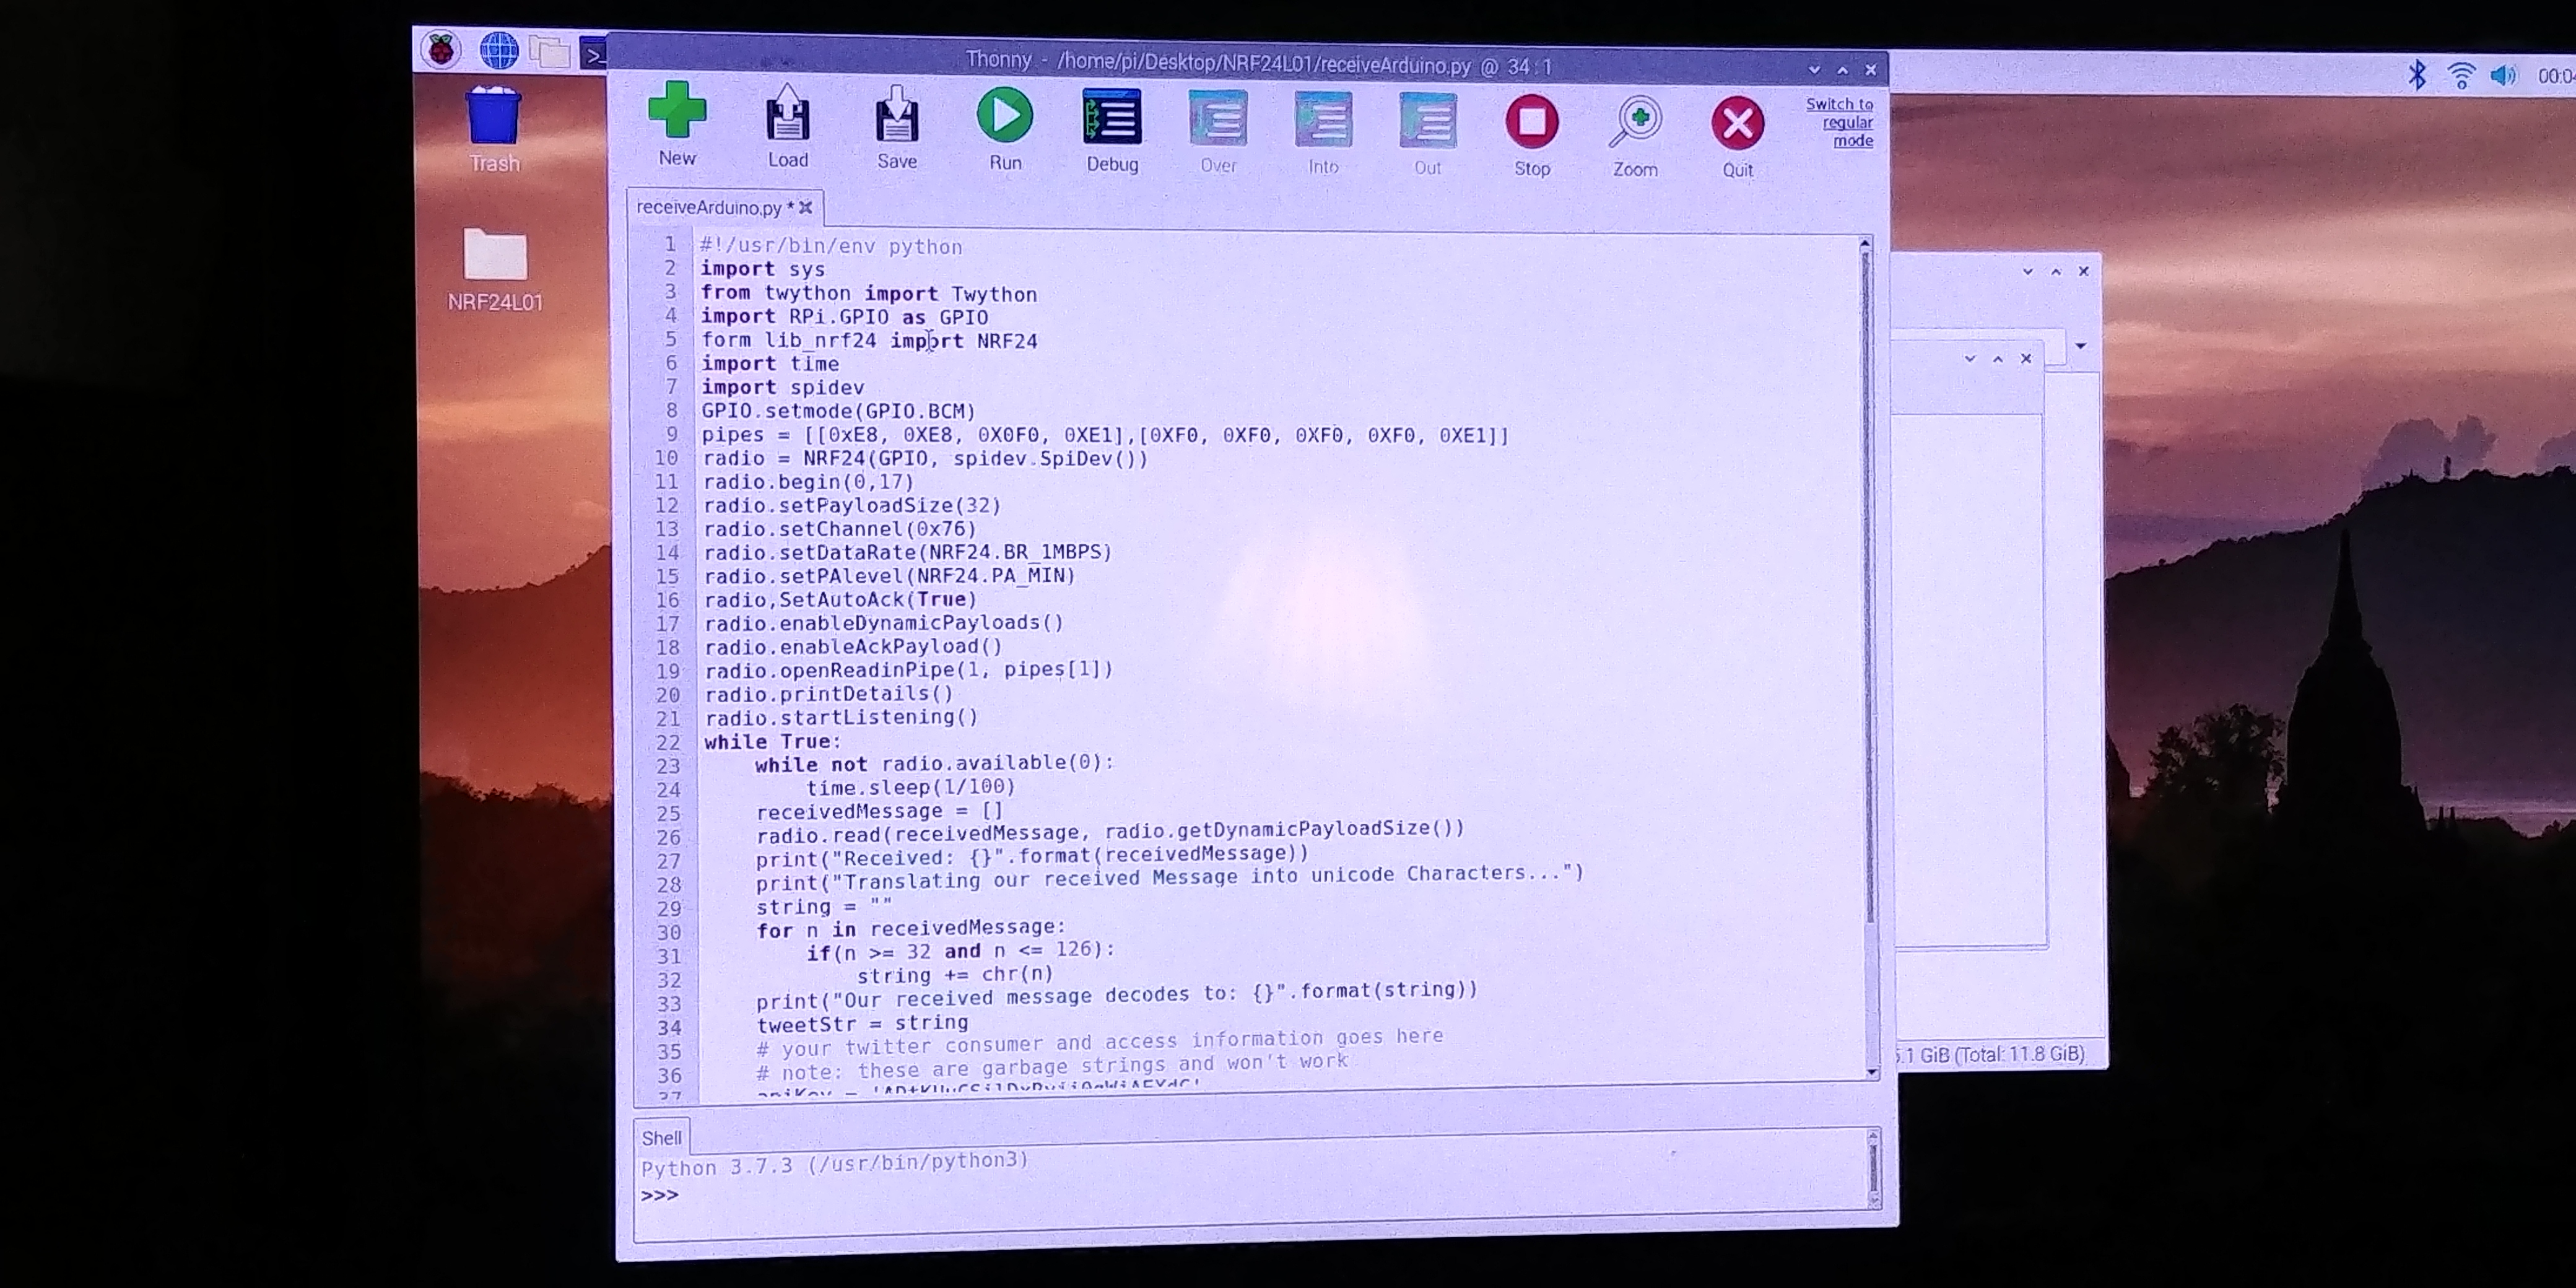 Thonny - /home/pi/Desktop/NRF24L01/receiveArduino.py @ 34:1
00:0
Trash
NRF24L01
New
Load
Save
Run
Debug
Over
Into
Out
Stop
Zoom
Quit
Switch to
regular
mode
receiveArduino.py *
1 #!/usr/bin/env python
2 import sys
3 from twython import Twython
4 import RPi.GPIO as GPIO
5 form lib_nrf24 import NRF24
6 import time
7 import spidev
8 GPIO.setmode(GPIO.BCM)
9 pipes = [[0xE8, 0XE8, 0X0F0, 0XE1],[0XF0, 0XF0, 0XF0, 0XF0, 0XE1]]
10 radio = NRF24(GPIO, spidev.SpiDev())
11 radio.begin(0,17)
12 radio.setPayloadSize(32)
13 radio.setChannel(0x76)
14 radio.setDataRate(NRF24.BR_1MBPS)
15 radio.setPAlevel(NRF24.PA_MIN)
16 radio,SetAutoAck(True)
17 radio.enableDynamicPayloads()
18 radio.enableAckPayload()
19 radio.openReadinPipe(1, pipes[1])
20 radio.printDetails()
21 radio.startListening()
22 while True:
23 while not radio.available(0):
24 time.sleep(1/100)
25 receivedMessage = []
26 radio.read(receivedMessage, radio.getDynamicPayloadSize())
27 print("Received: {}".format(receivedMessage))
28 print("Translating our received Message into unicode Characters...")
29 string = ""
30 for n in receivedMessage:
31 if(n >= 32 and n <= 126):
32 string += chr(n)
33 print("Our received message decodes to: {}".format(string))
34 tweetStr = string
35 # your twitter consumer and access information goes here
36 # note: these are garbage strings and won't work
37 apiKey =
.1 GiB (Total: 11.8 GiB)
Shell
Python 3.7.3 (/usr/bin/python3)
>>>